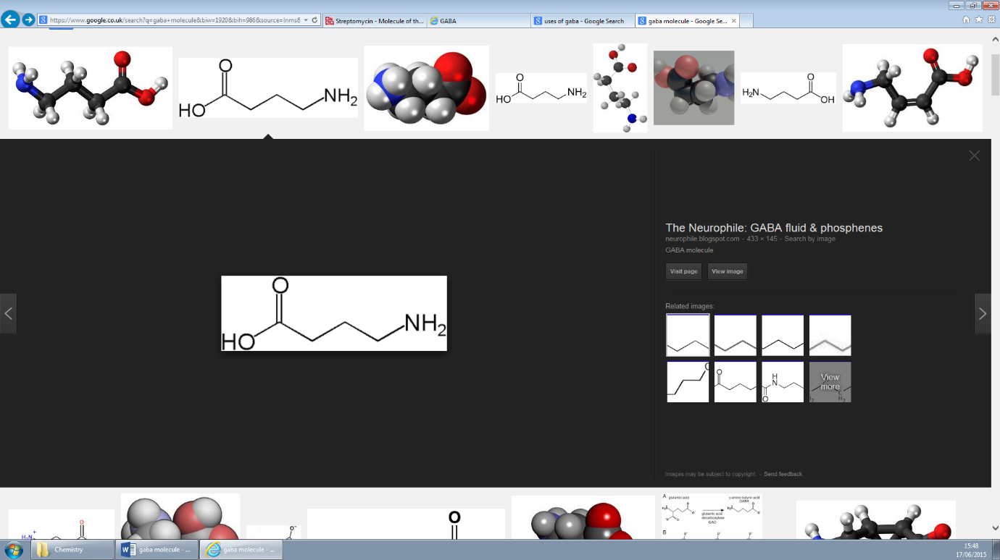 https://www.google.co.uk/search?q=gaba+molecule&biw=1920&bih=986&source=lnms&
Streptomycin - Molecule of th...
GABA
uses of gaba - Google Search
gaba molecule - Google Se...
O
HO
NH2
O
HO
NH2
O
H2N
OH
The Neurophile: GABA fluid & phosphenes
neurophile.blogspot.com - 433 × 145 - Search by image
GABA molecule
Visit page
View image
Related images:
O
HO
NH2
O
H
N
O
View
more
Images may be subject to copyright. - Send feedback
A
glutamic acid
γ-amino butyric acid
GABA
glutamic acid
decarboxylase
GAD
B
O
O
H2N+
O-
Chemistry
gaba molecule - ...
gaba molecule - ...
15:48
17/06/2015